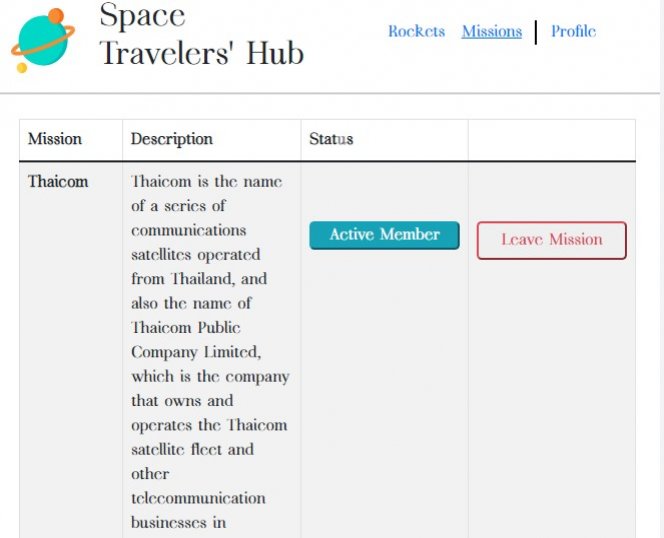 Space
Travelers' Hub
Rockets Missions Profile
Mission Description Status
Thaicom
Thaicom is the name
of a series of
communications
satellites operated
from Thailand, and
also the name of
Thaicom Public
Company Limited,
which is the company
that owns and
operates the Thaicom
satellite fleet and
other
telecommunication
businesses in
Active Member
Leave Mission